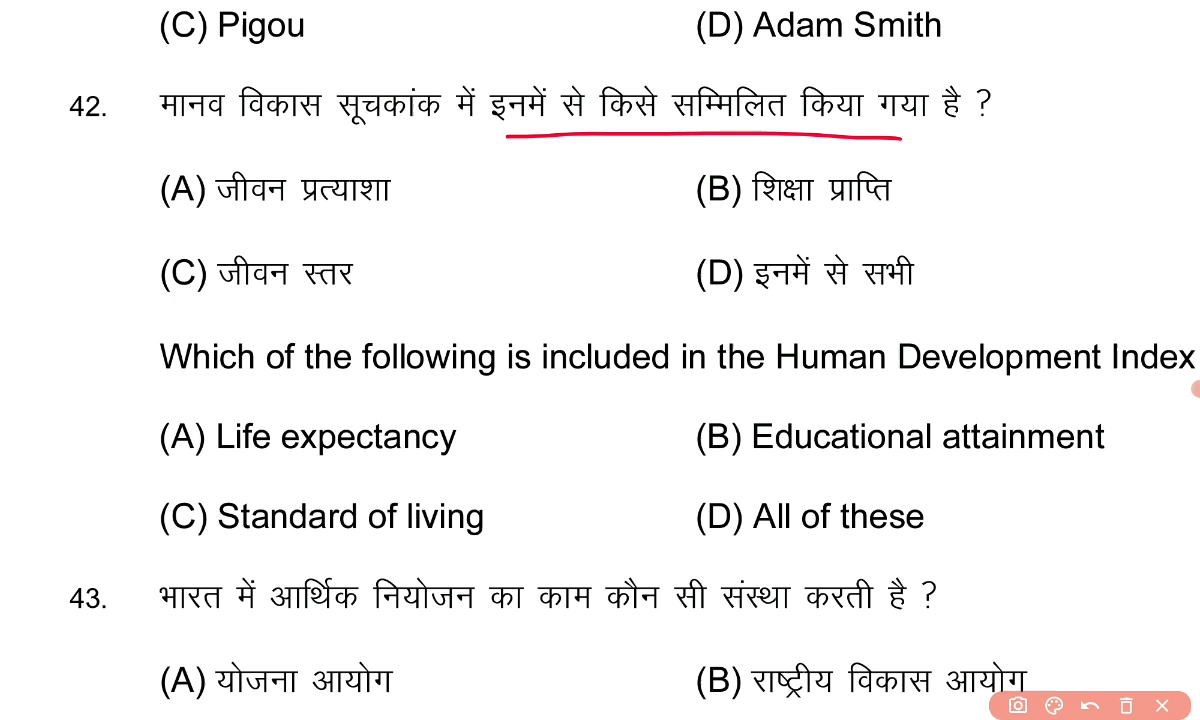 (C) Pigou (D) Adam Smith
42. मानव विकास सूचकांक में इनमें से किसे सम्मिलित किया गया है ?
(A) जीवन प्रत्याशा (B) शिक्षा प्राप्ति
(C) जीवन स्तर (D) इनमें से सभी
Which of the following is included in the Human Development Index
(A) Life expectancy (B) Educational attainment
(C) Standard of living (D) All of these
43. भारत में आर्थिक नियोजन का काम कौन सी संस्था करती है ?
(A) योजना आयोग (B) राष्ट्रीय विकास आयोग